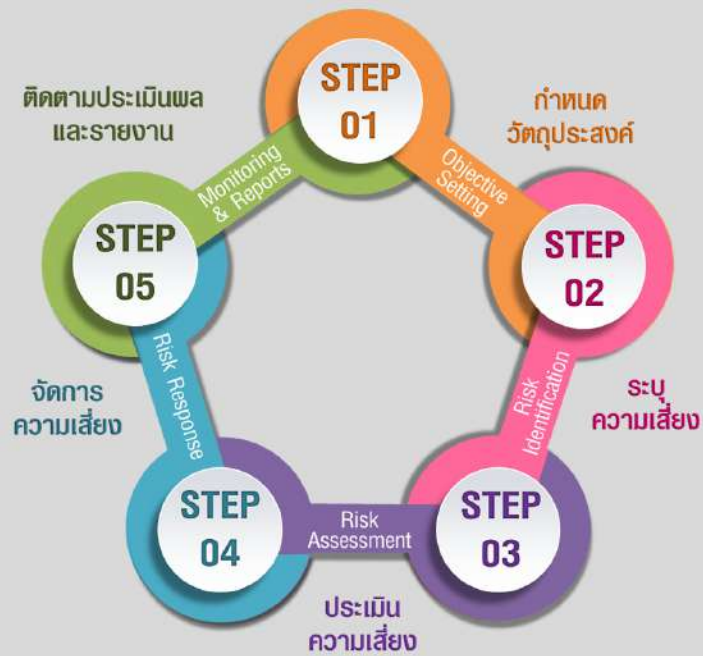 STEP
01
กำหนด
วัตถุประสงค์
Objective
Setting
STEP
02
ระบุ
ความเสี่ยง
Risk
Identification
STEP
03
ประเมิน
ความเสี่ยง
Risk
Assessment
STEP
04
จัดการ
ความเสี่ยง
Risk Response
STEP
05
ติดตามประเมินผล
และรายงาน
Monitoring
& Reports